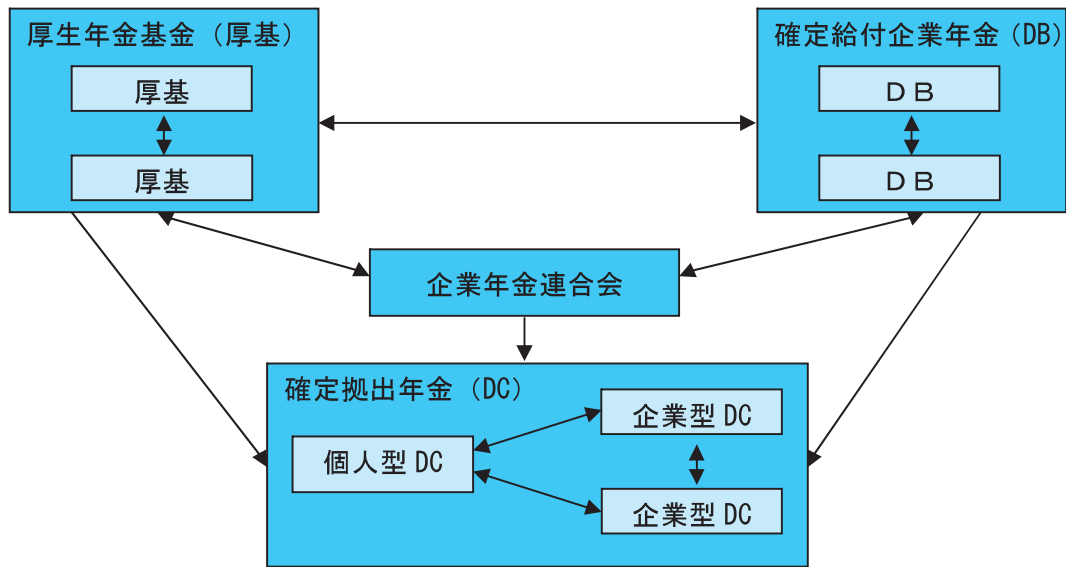 厚生年金基金（厚基）
厚基
厚基
確定給付企業年金（DB）
ＤＢ
ＤＢ
企業年金連合会
確定拠出年金（DC）
個人型 DC
企業型 DC
企業型 DC